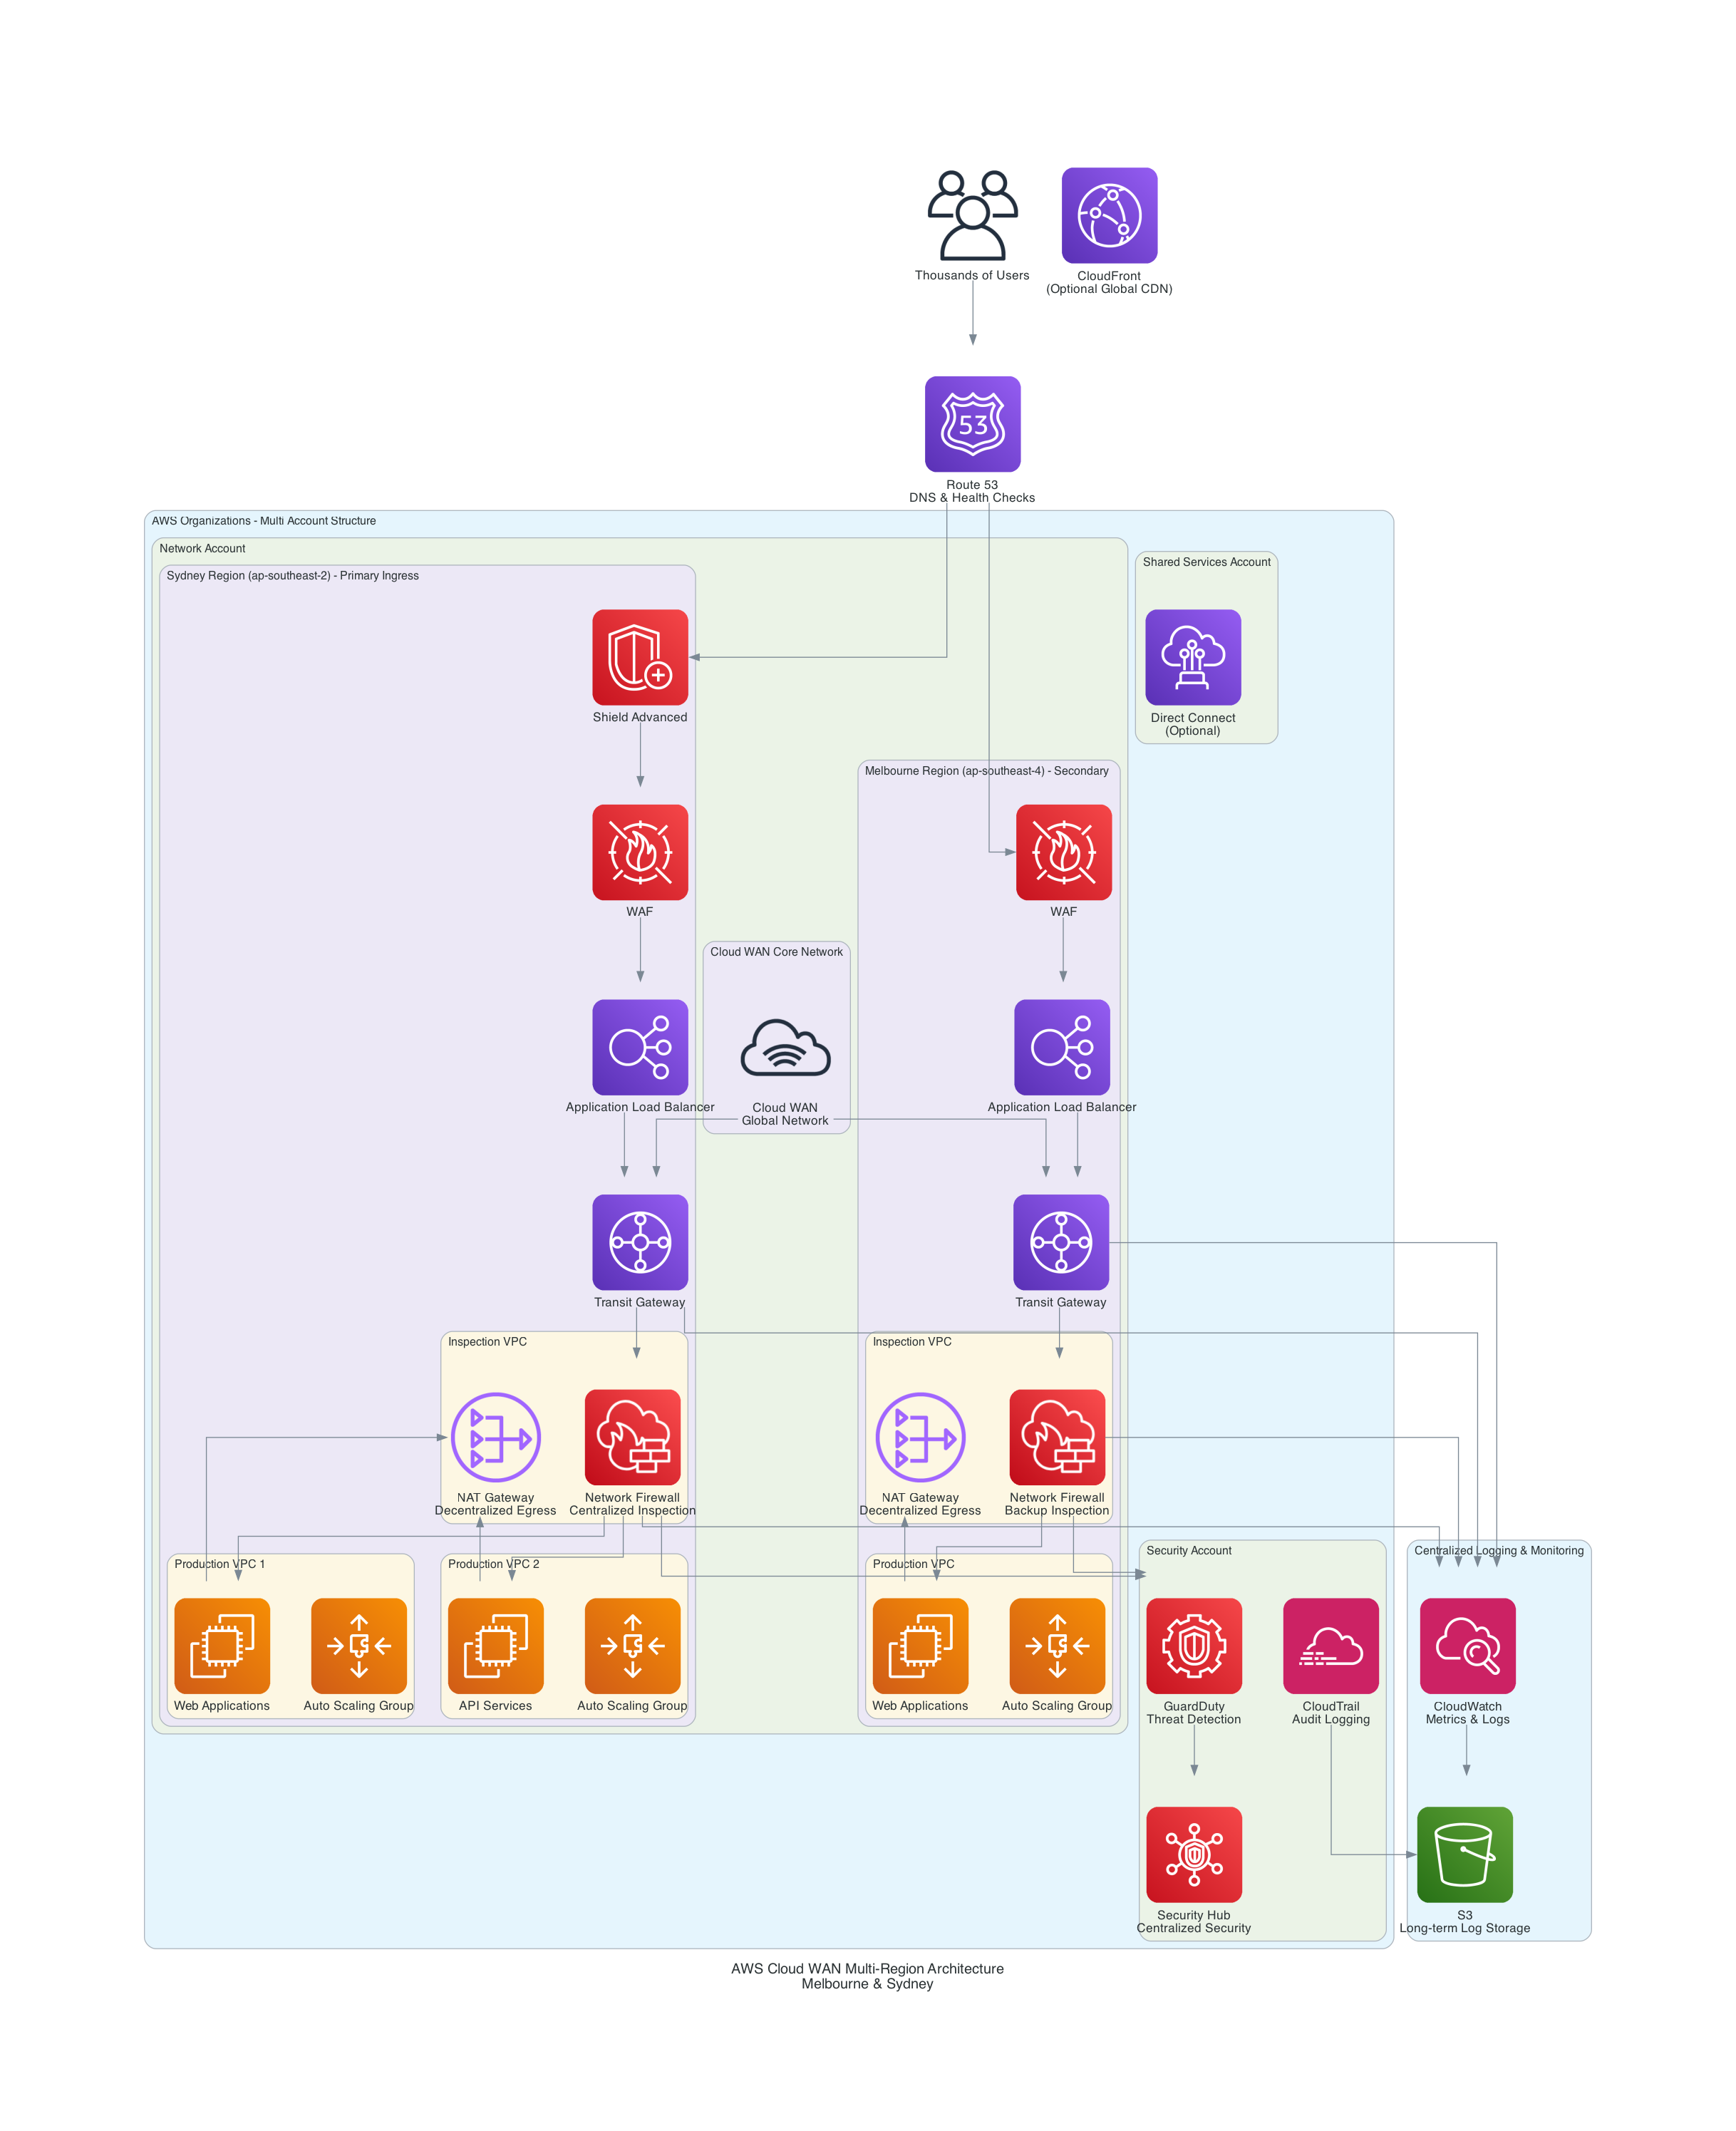 Thousands of Users
CloudFront
(Optional Global CDN)
53
Route 53
DNS & Health Checks
AWS Organizations - Multi Account Structure
Network Account
Shared Services Account
Sydney Region (ap-southeast-2) - Primary Ingress
Shield Advanced
Direct Connect
(Optional)
Melbourne Region (ap-southeast-4) - Secondary
WAF
WAF
Cloud WAN Core Network
Application Load Balancer
Cloud WAN
Global Network
Application Load Balancer
Transit Gateway
Transit Gateway
Inspection VPC
Inspection VPC
NAT Gateway
Decentralized Egress
Network Firewall
Centralized Inspection
NAT Gateway
Decentralized Egress
Network Firewall
Backup Inspection
Production VPC 1
Production VPC 2
Production VPC
Security Account
Centralized Logging & Monitoring
Web Applications
Auto Scaling Group
API Services
Auto Scaling Group
Web Applications
Auto Scaling Group
GuardDuty
Threat Detection
CloudTrail
Audit Logging
CloudWatch
Metrics & Logs
Security Hub
Centralized Security
S3
Long-term Log Storage
AWS Cloud WAN Multi-Region Architecture
Melbourne & Sydney